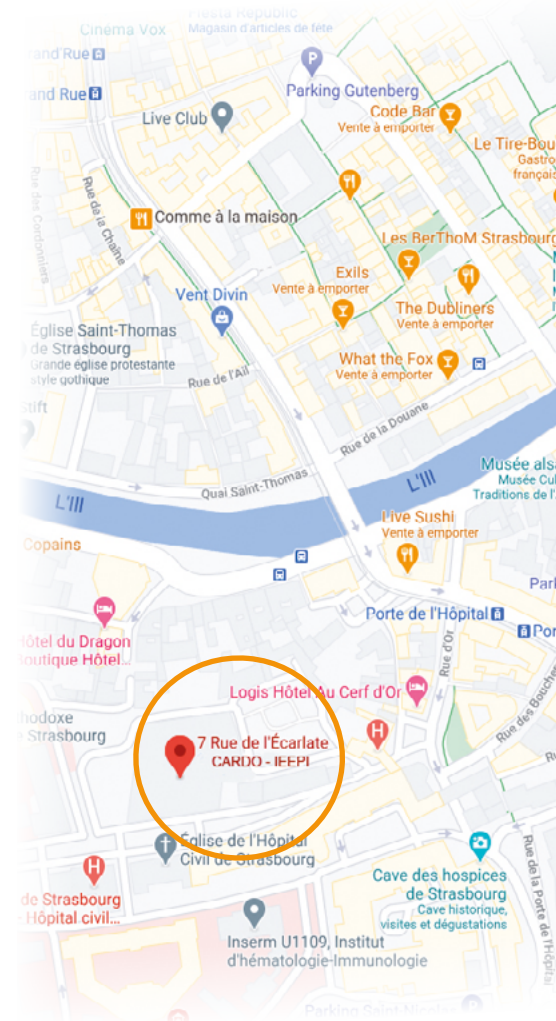 Fiesta Republic
Magasin d'articles de fête
Cinéma Vox
and Rue
and Rue
Parking Gutenberg
Code Bar
Vente à emporter
Live Club
Le Tire-Bou
Gastro
français
Rue des Cordonniers
Rue de la Chaîne
Comme à la maison
Les BerThoM Strasbourg
Exils
Vente à emporter
Vent Divin
The Dubliners
Vente à emporter
Église Saint-Thomas
de Strasbourg
Grande église protestante
style gothique
What the Fox
Vente à emporter
Rue de l'Ail
Stift
Rue de la Douane
Quai Saint-Thomas
L'Ill
L'Ill
Musée als
Musée Cul
Traditions de l'
Live Sushi
Vente à emporter
Copains
Parl
Porte de l'Hôpital
Por
Hôtel du Dragon
Boutique Hôtel...
Rue d'Or
Logis Hôtel Au Cerf d'Or
Rue des Bouche
hodoxe
Strasbourg
7 Rue de l'Écarlate
CARDO - IEEPI
H
Église de l'Hôpital
Civil de Strasbourg
H
de Strasbourg
Hôpital civil...
Cave des hospices
de Strasbourg
Cave historique,
visites et dégustations
Rue de la Porte de l'Hôpital
Inserm U1109, Institut
d'hématologie-Immunologie
Parking Saint-Nicolas